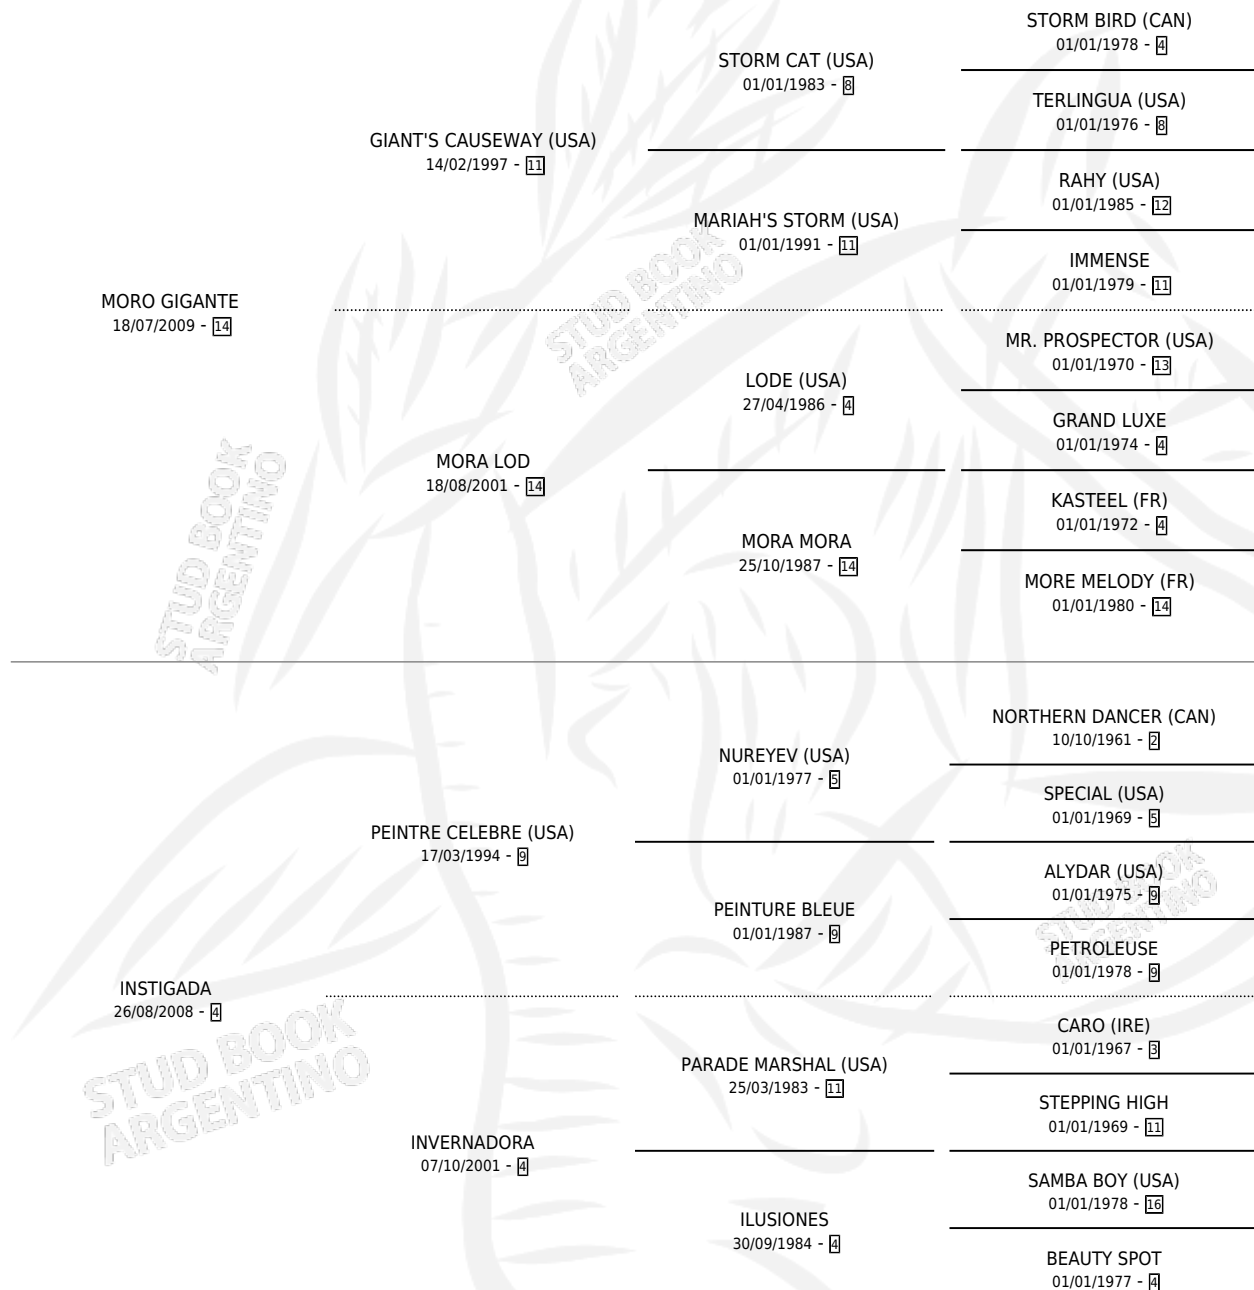 STORM BIRD (CAN)
01/01/1978 - 4
STORM CAT (USA)
01/01/1983 - 8
TERLINGUA (USA)
01/01/1976 - 8
GIANT'S CAUSEWAY (USA)
14/02/1997 - 11
RAHY (USA)
01/01/1985 - 12
MARIAH'S STORM (USA)
01/01/1991 - 11
IMMENSE
01/01/1979 - 11
MORO GIGANTE
18/07/2009 - 14
STUD BOOK
ARGENTINO
MR. PROSPECTOR (USA)
01/01/1970 - 13
LODE (USA)
27/04/1986 - 4
GRAND LUXE
01/01/1974 - 4
MORA LOD
18/08/2001 - 14
KASTEEL (FR)
01/01/1972 - 4
MORA MORA
25/10/1987 - 14
MORE MELODY (FR)
01/01/1980 - 14
STUD BOOK
ARGENTINO
NORTHERN DANCER (CAN)
10/10/1961 - 2
NUREYEV (USA)
01/01/1977 - 5
SPECIAL (USA)
01/01/1969 - 5
PEINTRE CELEBRE (USA)
17/03/1994 - 9
ALYDAR (USA)
01/01/1975 - 9
PEINTURE BLEUE
01/01/1987 - 9
STUD BOOK
ARGENTINO
PETROLEUSE
01/01/1978 - 9
INSTIGADA
26/08/2008 - 4
CARO (IRE)
01/01/1967 - 3
PARADE MARSHAL (USA)
25/03/1983 - 11
STEPPING HIGH
01/01/1969 - 11
STUD BOOK
ARGENTINO
INVERNADORA
07/10/2001 - 4
SAMBA BOY (USA)
01/01/1978 - 16
ILUSIONES
30/09/1984 - 4
BEAUTY SPOT
01/01/1977 - 4